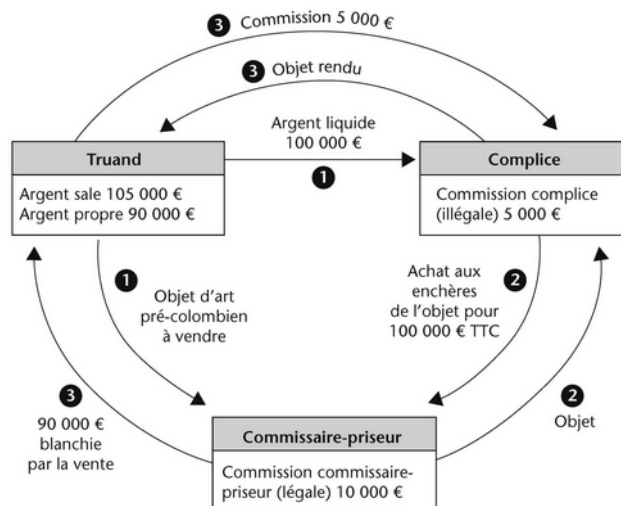 3 Commission 5 000 €
3 Objet rendu
Argent liquide
100 000 €
1
Truand
Argent sale 105 000 €
Argent propre 90 000 €
Complice
Commission complice
(illégale) 5 000 €
1
Objet d'art
pré-colombien
à vendre
Achat aux
enchères
de l'objet pour
100 000 € TTC
2
3
90 000 €
blanchie
par la vente
2
Objet
Commissaire-priseur
Commission commissaire-
priseur (légale) 10 000 €